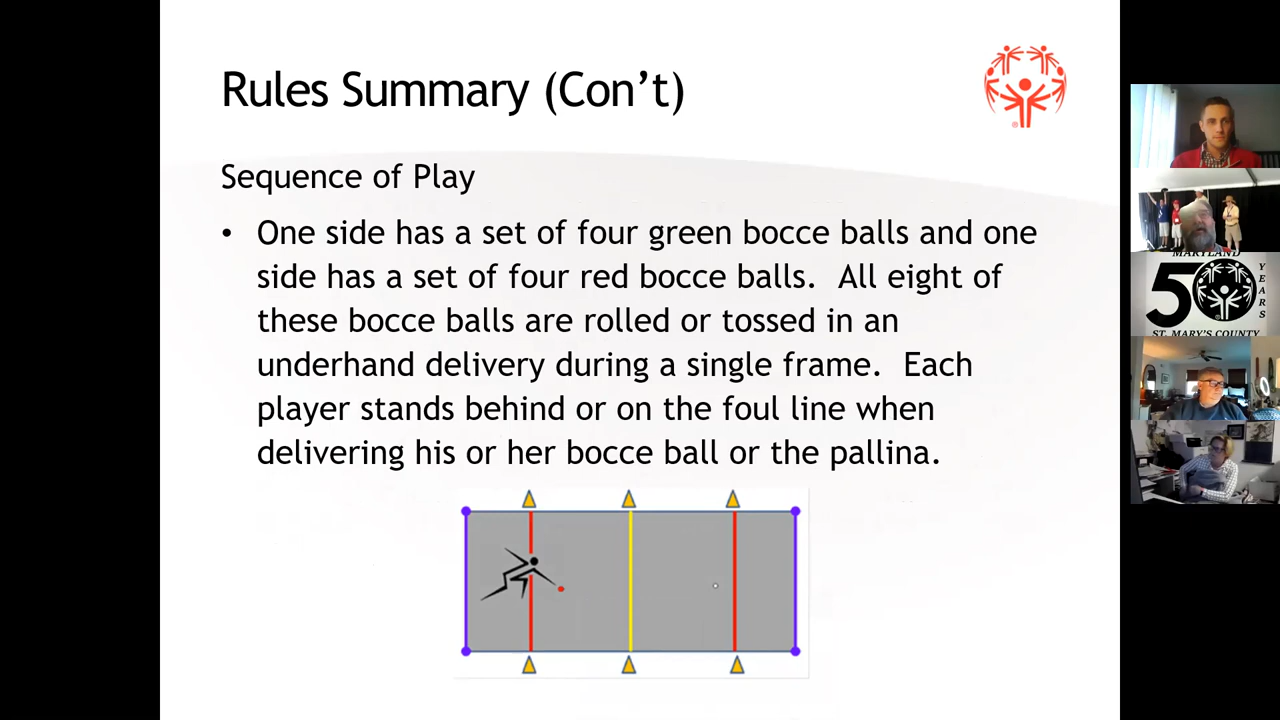 Rules Summary (Con’t)
Sequence of Play
• One side has a set of four green bocce balls and one
side has a set of four red bocce balls.  All eight of
these bocce balls are rolled or tossed in an
underhand delivery during a single frame.  Each
player stands behind or on the foul line when
delivering his or her bocce ball or the pallina.
MARYLAND
50
YEARS
ST. MARY'S COUNTY